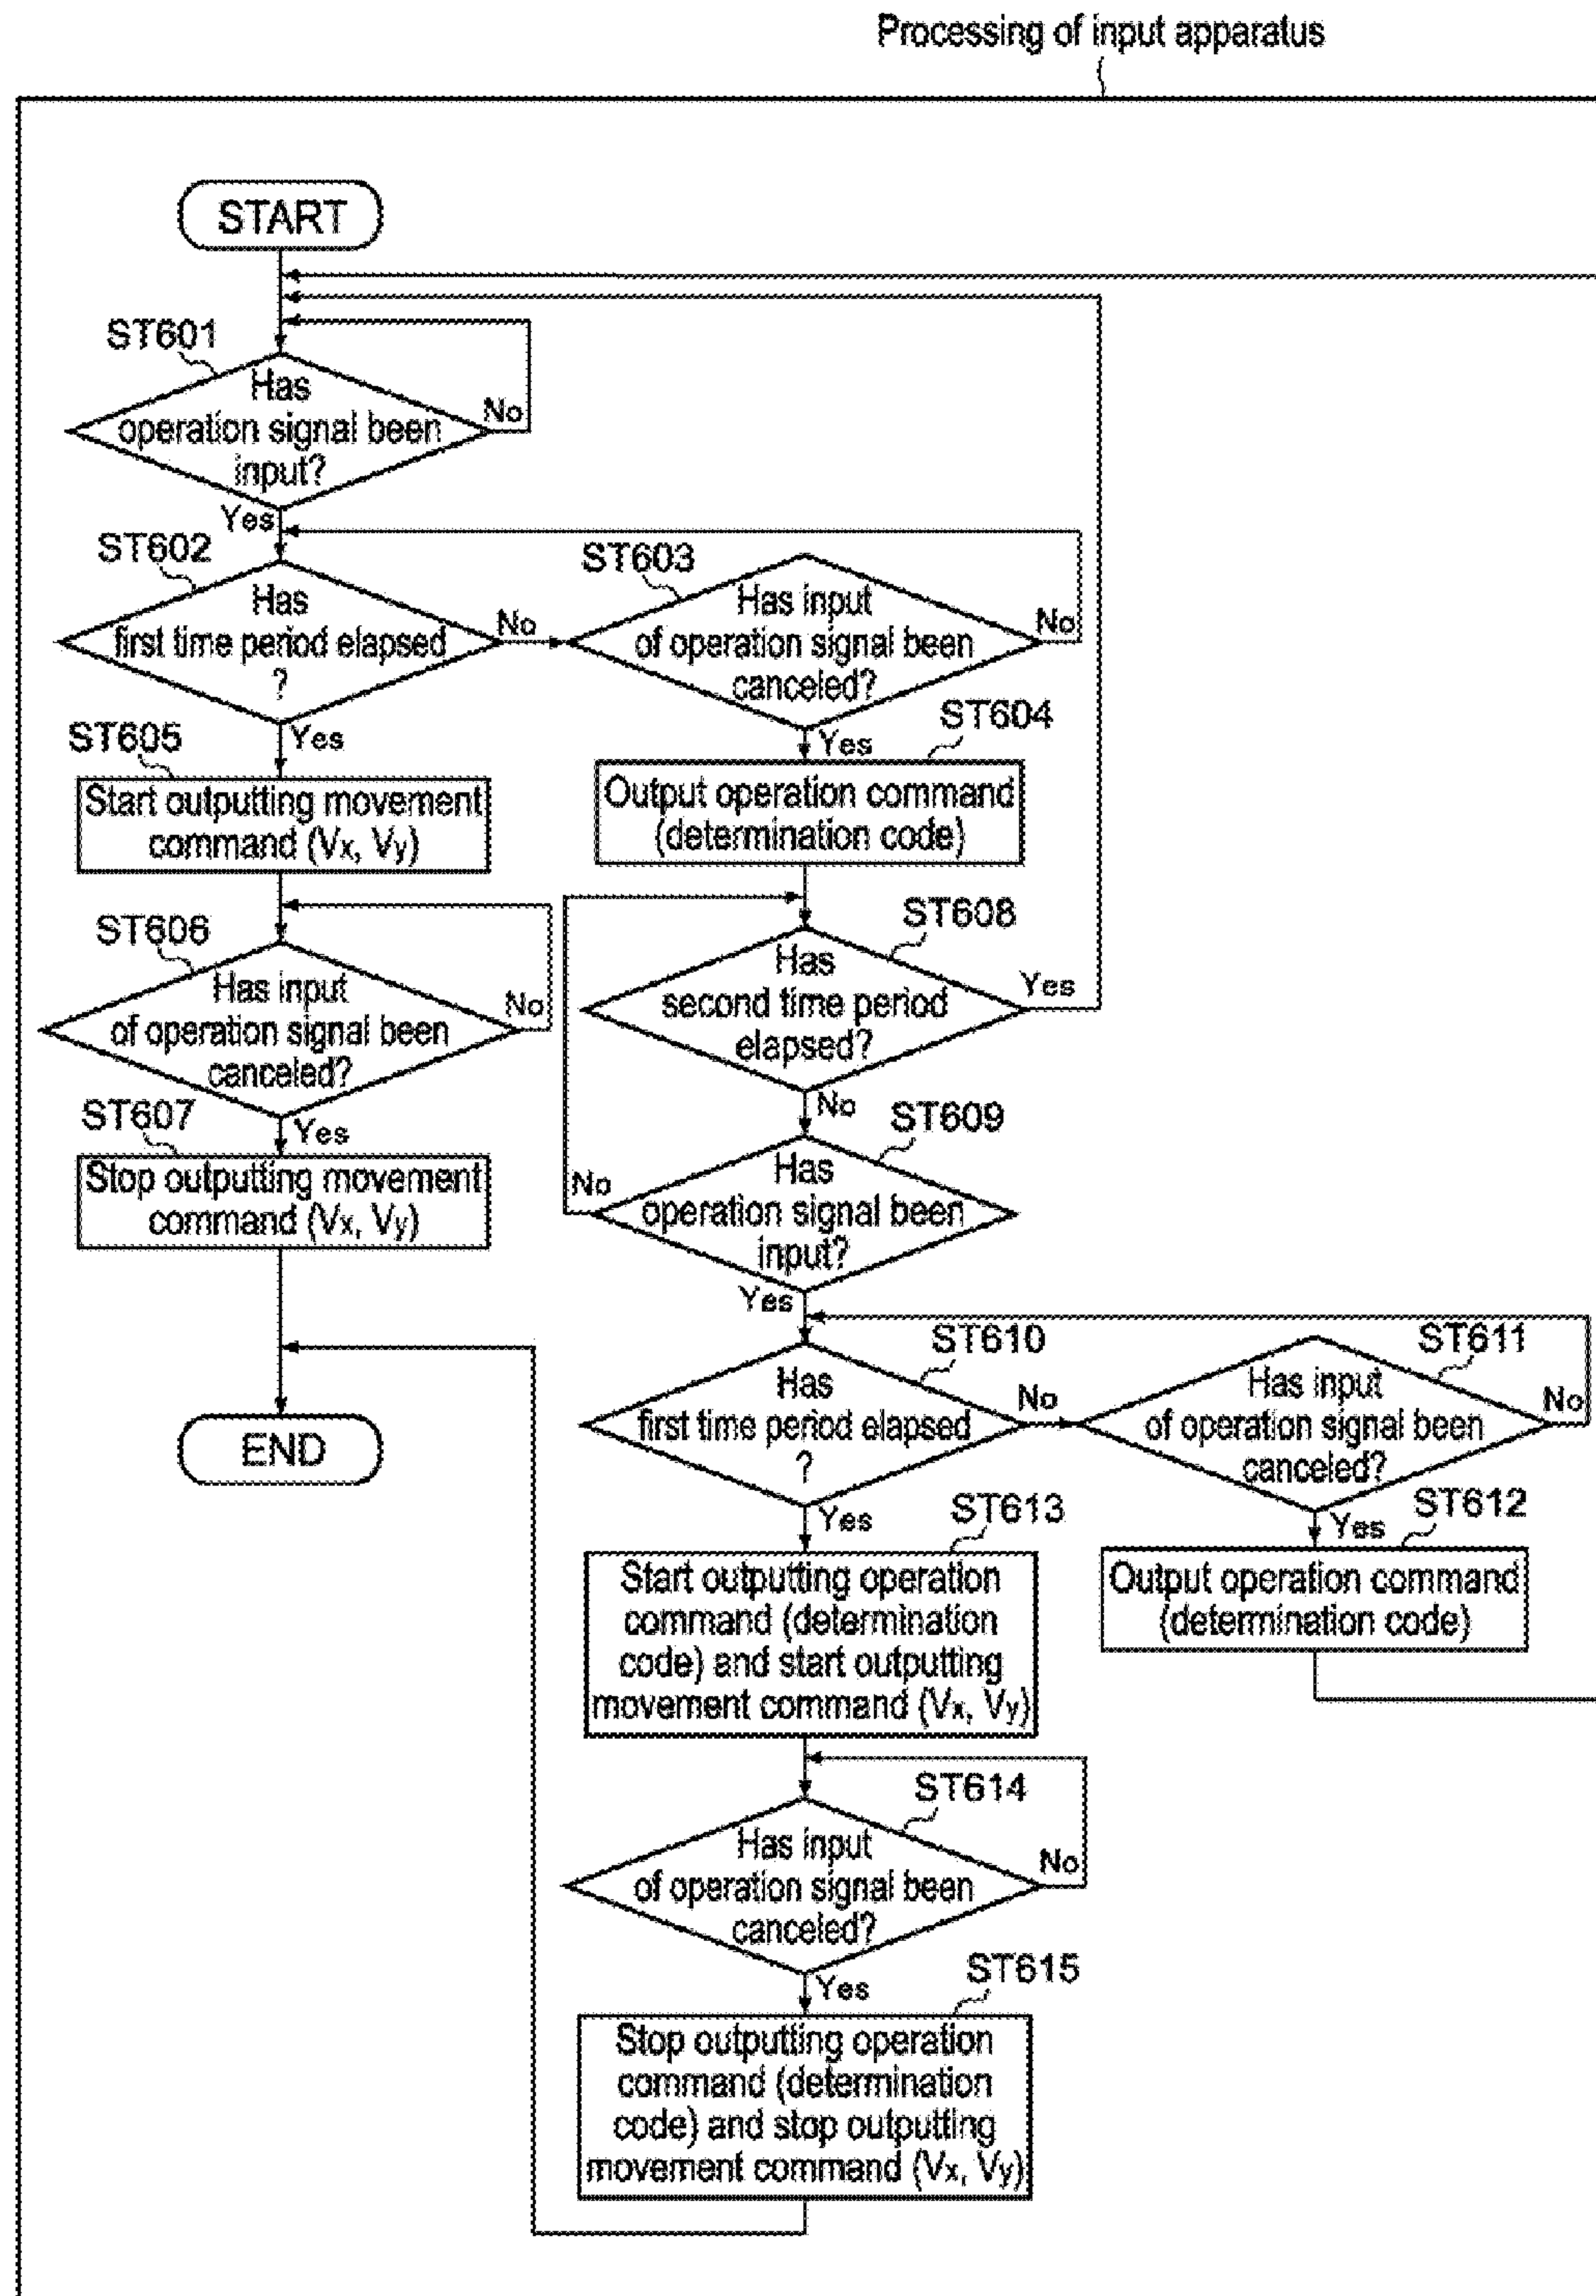 Processing of input apparatus
START
ST601
Has
operation signal been
input?
No
Yes
ST602
Has
first time period elapsed
?
No
Yes
ST603
Has input
of operation signal been
canceled?
No
Yes
ST604
Output operation command
(determination code)
ST605
Start outputting movement
command (Vx, Vy)
ST606
Has input
of operation signal been
canceled?
No
Yes
ST607
Stop outputting movement
command (Vx, Vy)
END
ST608
Has
second time period
elapsed?
Yes
No
ST609
Has
operation signal been
input?
No
Yes
ST610
Has
first time period elapsed
?
No
Yes
ST611
Has input
of operation signal been
canceled?
No
Yes
ST612
Output operation command
(determination code)
ST613
Start outputting operation
command (determination
code) and start outputting
movement command (Vx, Vy)
ST614
Has input
of operation signal been
canceled?
No
Yes
ST615
Stop outputting operation
command (determination
code) and stop outputting
movement command (Vx, Vy)